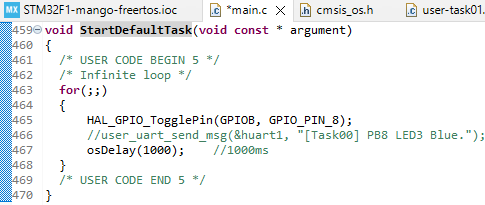 STM32F1-mango-freertos.ioc *main.c cmsis_os.h user-task01.
459 void StartDefaultTask(void const * argument)
460 {
461 /* USER CODE BEGIN 5 */
462 /* Infinite loop */
463 for(;;)
464 {
465 HAL_GPIO_TogglePin(GPIOB, GPIO_PIN_8);
466 //user_uart_send_msg(&huart1, "[Task00] PB8 LED3 Blue.");
467 osDelay(1000); //1000ms
468 }
469 /* USER CODE END 5 */
470 }